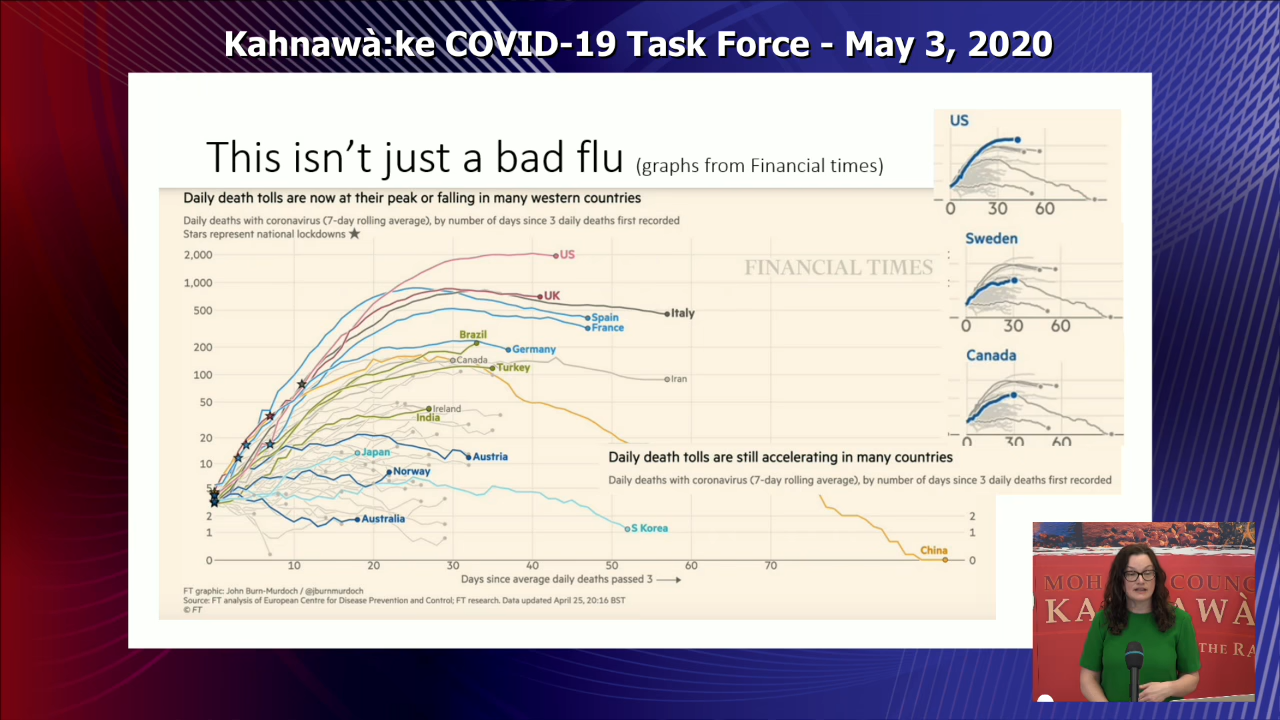 Kahnawà:ke COVID-19 Task Force - May 3, 2020
This isn't just a bad flu (graphs from Financial times)
Daily death tolls are now at their peak or falling in many western countries
Daily deaths with coronavirus (7-day rolling average), by number of days since 3 daily deaths first recorded
Stars represent national lockdowns ★
FINANCIAL TIMES
2,000
1,000
500
200
100
50
20
10
5
2
1
0
US
UK
Italy
Spain
France
Brazil
Germany
Canada
Turkey
Iran
Ireland
India
Japan
Austria
Norway
Australia
S Korea
China
2
1
0
10
20
30
40
50
60
70
Days since average daily deaths passed 3
FT graphic: John Burn-Murdoch / @jburnmurdoch
Source: FT analysis of European Centre for Disease Prevention and Control; FT research. Data updated April 25, 20:16 BST
© FT
US
0 30 60
Sweden
0 30 60
Canada
0 30 60
Daily death tolls are still accelerating in many countries
Daily deaths with coronavirus (7-day rolling average), by number of days since 3 daily deaths first recorded
MOH COUNC
KA AWÀ
THE RA